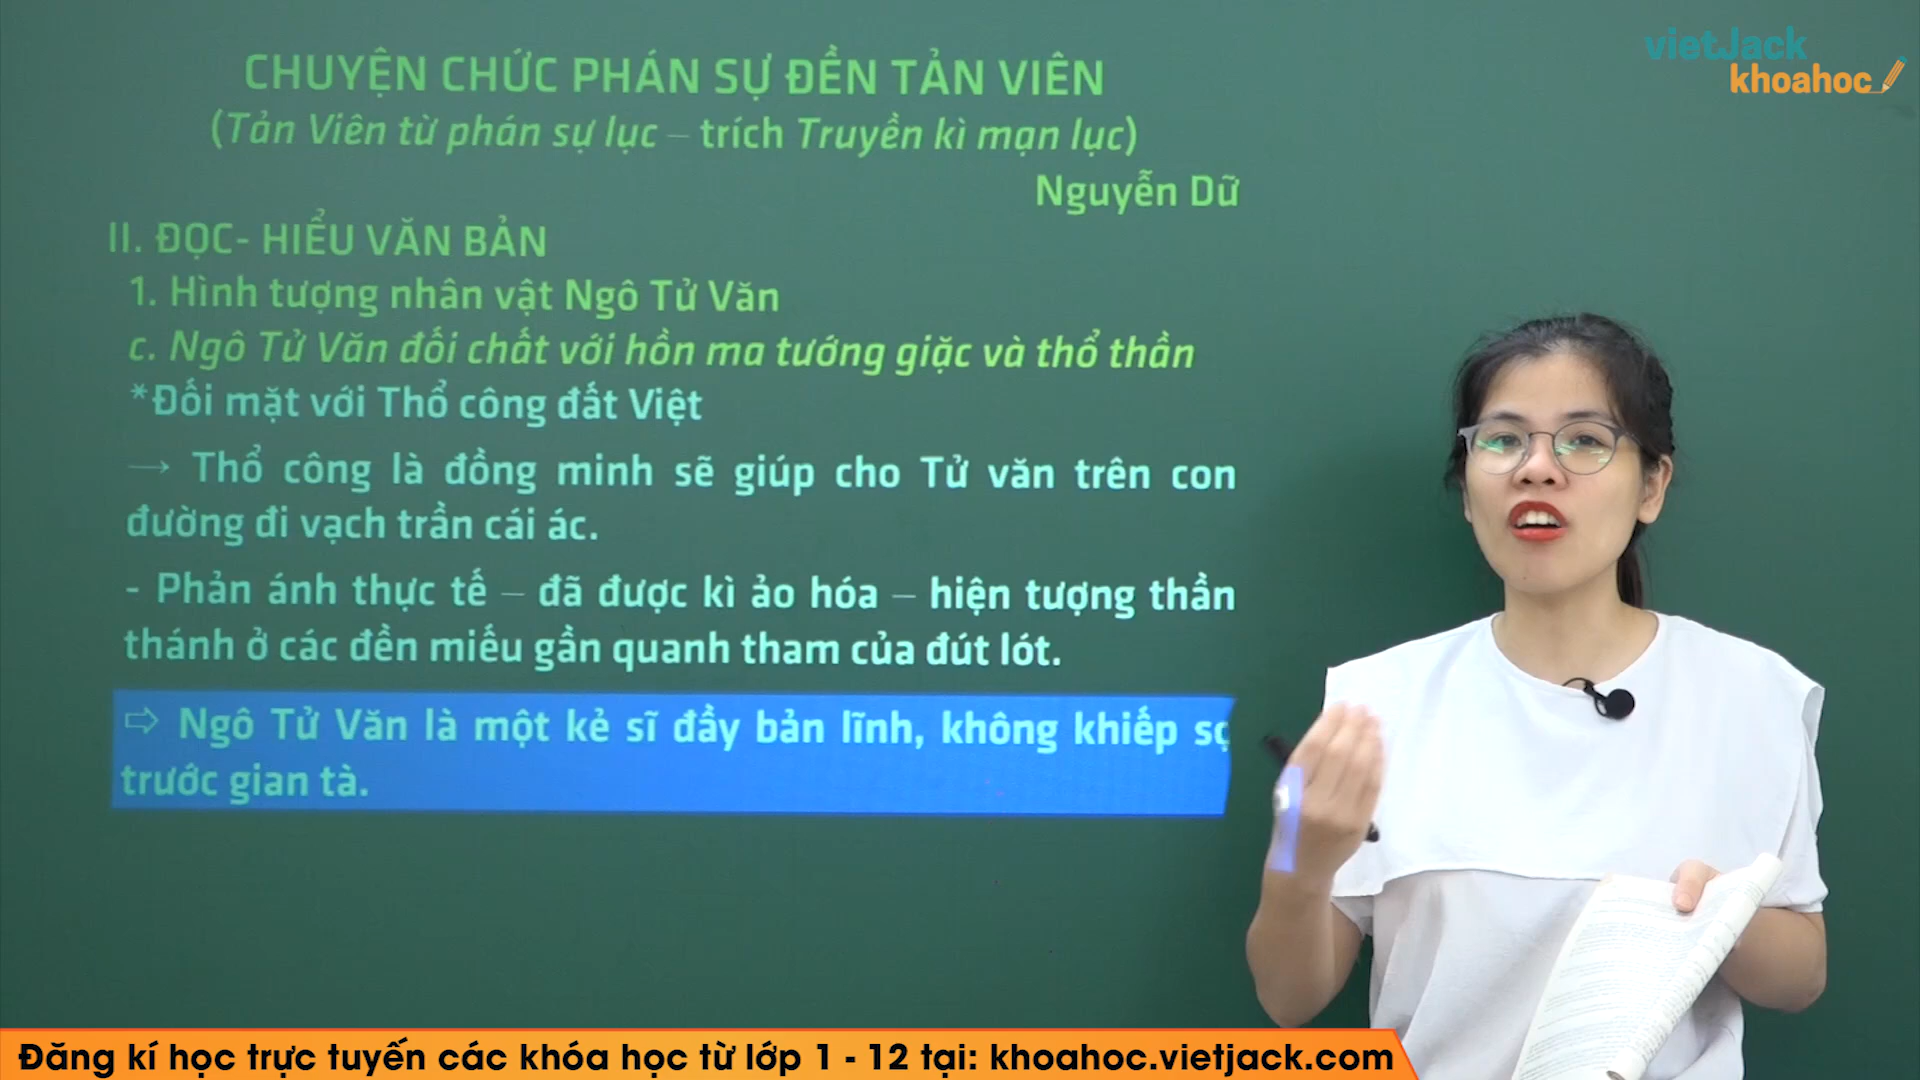 vietJack
khoahoc
CHUYỆN CHỨC PHÁN SỰ ĐỀN TẢN VIÊN
(Tản Viên từ phán sự lục – trích Truyền kì mạn lục)
Nguyễn Dữ
II. ĐỌC- HIỂU VĂN BẢN
1. Hình tượng nhân vật Ngô Tử Văn
c. Ngô Tử Văn đối chất với hồn ma tướng giặc và thổ thần
*Đối mặt với Thổ công đất Việt
→ Thổ công là đồng minh sẽ giúp cho Tử văn trên con
đường đi vạch trần cái ác.
- Phản ánh thực tế – đã được kì ảo hóa – hiện tượng thần
thánh ở các đền miếu gần quanh tham của đút lót.
⇨ Ngô Tử Văn là một kẻ sĩ đầy bản lĩnh, không khiếp sợ
trước gian tà.
Đăng kí học trực tuyến các khóa học từ lớp 1 - 12 tại: khoahoc.vietjack.com